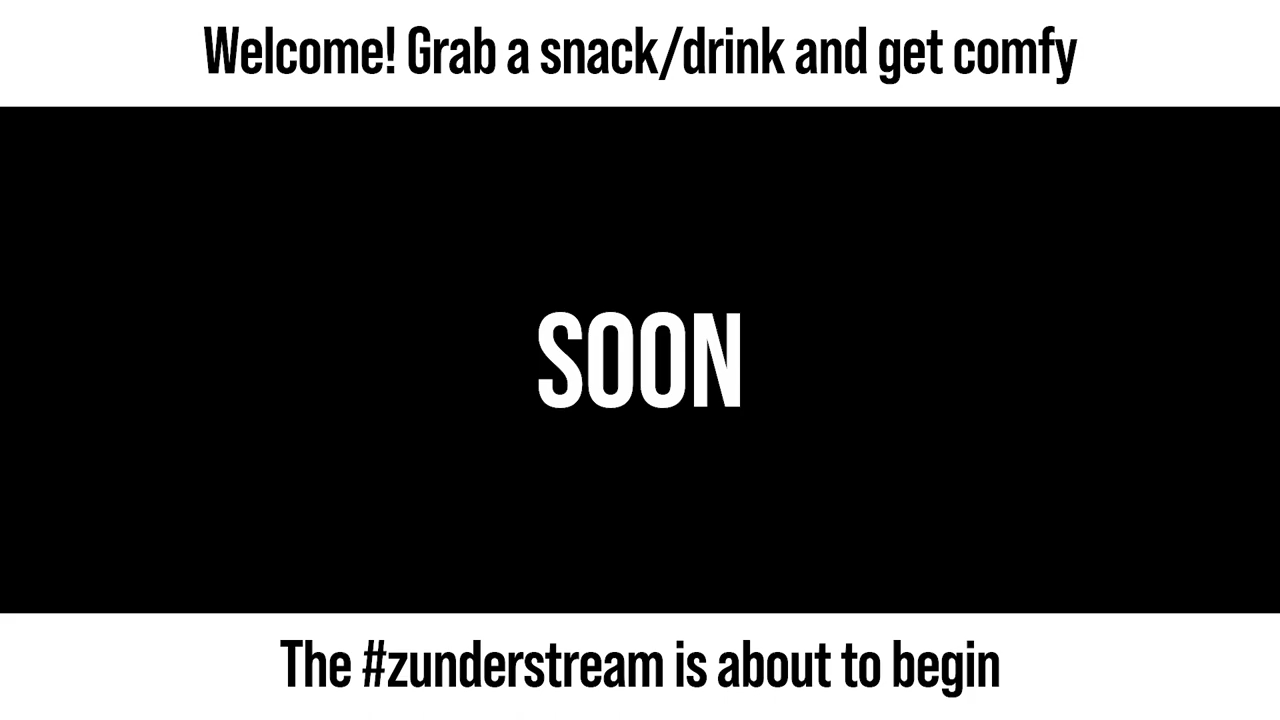 Welcome! Grab a snack/drink and get comfy
SOON
The #zunderstream is about to begin